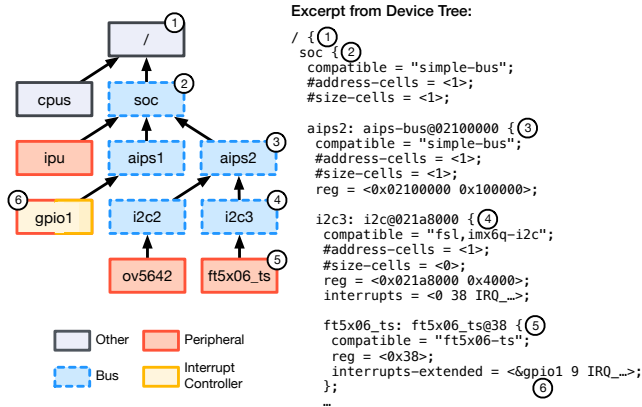 Excerpt from Device Tree:
1
/
/ { 1
soc { 2
compatible = "simple-bus";
#address-cells = <1>;
#size-cells = <1>;
2
cpus
soc
aips2: aips-bus@02100000 { 3
compatible = "simple-bus";
#address-cells = <1>;
#size-cells = <1>;
reg = <0x02100000 0x100000>;
3
ipu
aips1
aips2
6
4
gpio1
i2c2
i2c3
i2c3: i2c@021a8000 { 4
compatible = "fsl,imx6q-i2c";
#address-cells = <1>;
#size-cells = <0>;
reg = <0x021a8000 0x4000>;
interrupts = <0 38 IRQ_…>;
5
ov5642
ft5x06_ts
ft5x06_ts: ft5x06_ts@38 { 5
compatible = "ft5x06-ts";
reg = <0x38>;
interrupts-extended = <&gpio1 9 IRQ_…>;
}; 6
…
Other
Peripheral
Bus
Interrupt
Controller